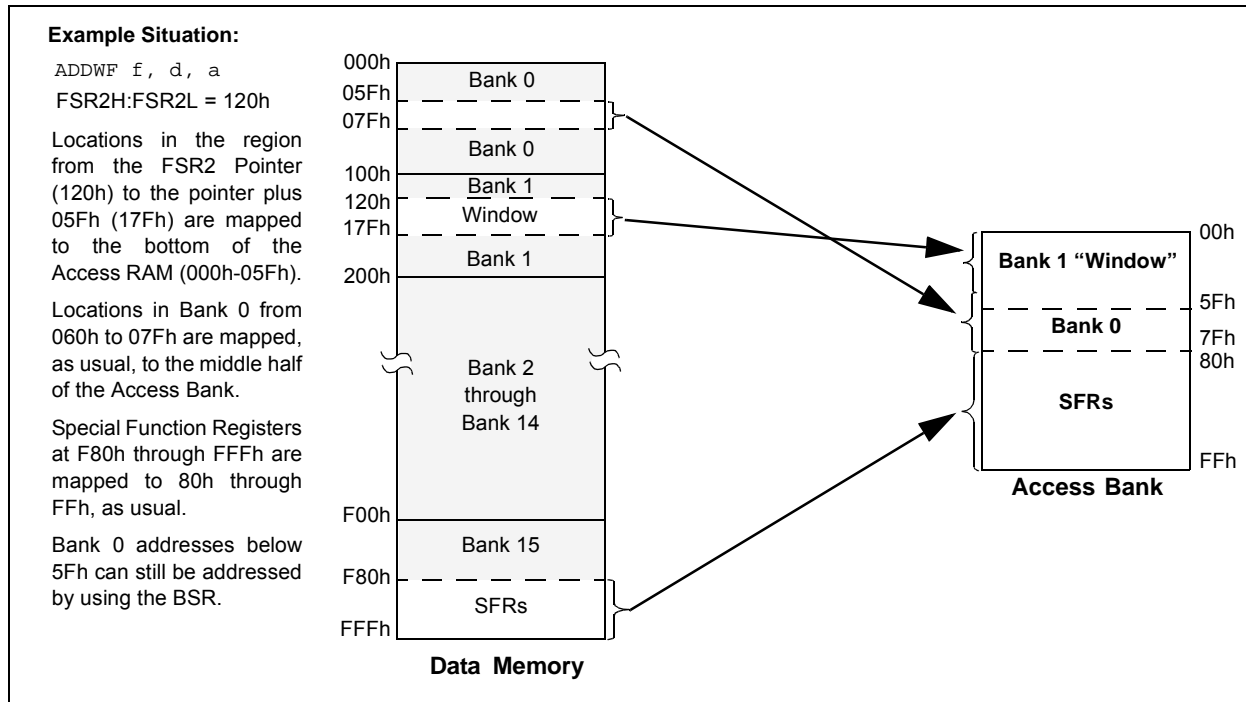 Example Situation:
ADDWF f, d, a
FSR2H:FSR2L = 120h
Locations in the region
from the FSR2 Pointer
(120h) to the pointer plus
05Fh (17Fh) are mapped
to the bottom of the
Access RAM (000h-05Fh).
Locations in Bank 0 from
060h to 07Fh are mapped,
as usual, to the middle half
of the Access Bank.
Special Function Registers
at F80h through FFFh are
mapped to 80h through
FFh, as usual.
Bank 0 addresses below
5Fh can still be addressed
by using the BSR.
000h
Bank 0
05Fh
07Fh
Bank 0
100h
Bank 1
120h
Window
17Fh
Bank 1
200h
Bank 2
through
Bank 14
F00h
Bank 15
F80h
SFRs
FFFh
Data Memory
00h
Bank 1 “Window”
5Fh
Bank 0
7Fh
80h
SFRs
FFh
Access Bank